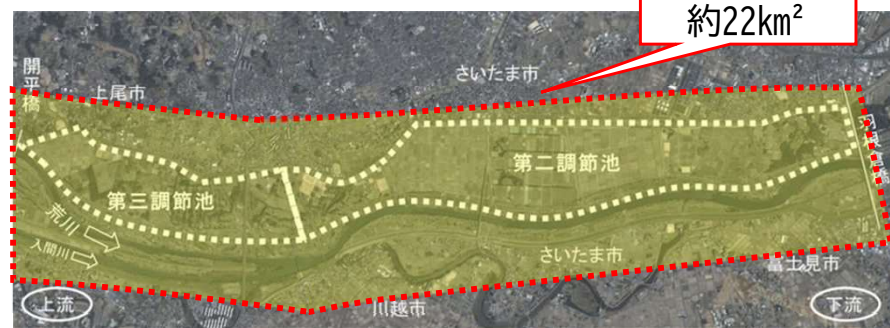 約22km²
開平橋
上尾市
さいたま市
第二調節池
第三調節池
荒川
入間川
さいたま市
富士見市
川越市
上流
下流